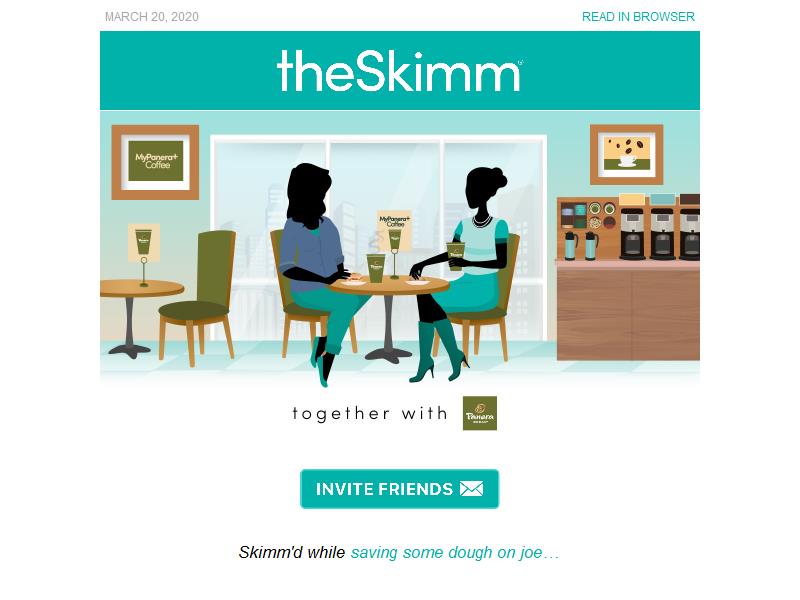 MARCH 20, 2020
READ IN BROWSER
theSkimm®
MyPanera+
Coffee
MyPanera+
Coffee
together with
Panera
BREAD
INVITE FRIENDS
Skimm'd while saving some dough on joe…